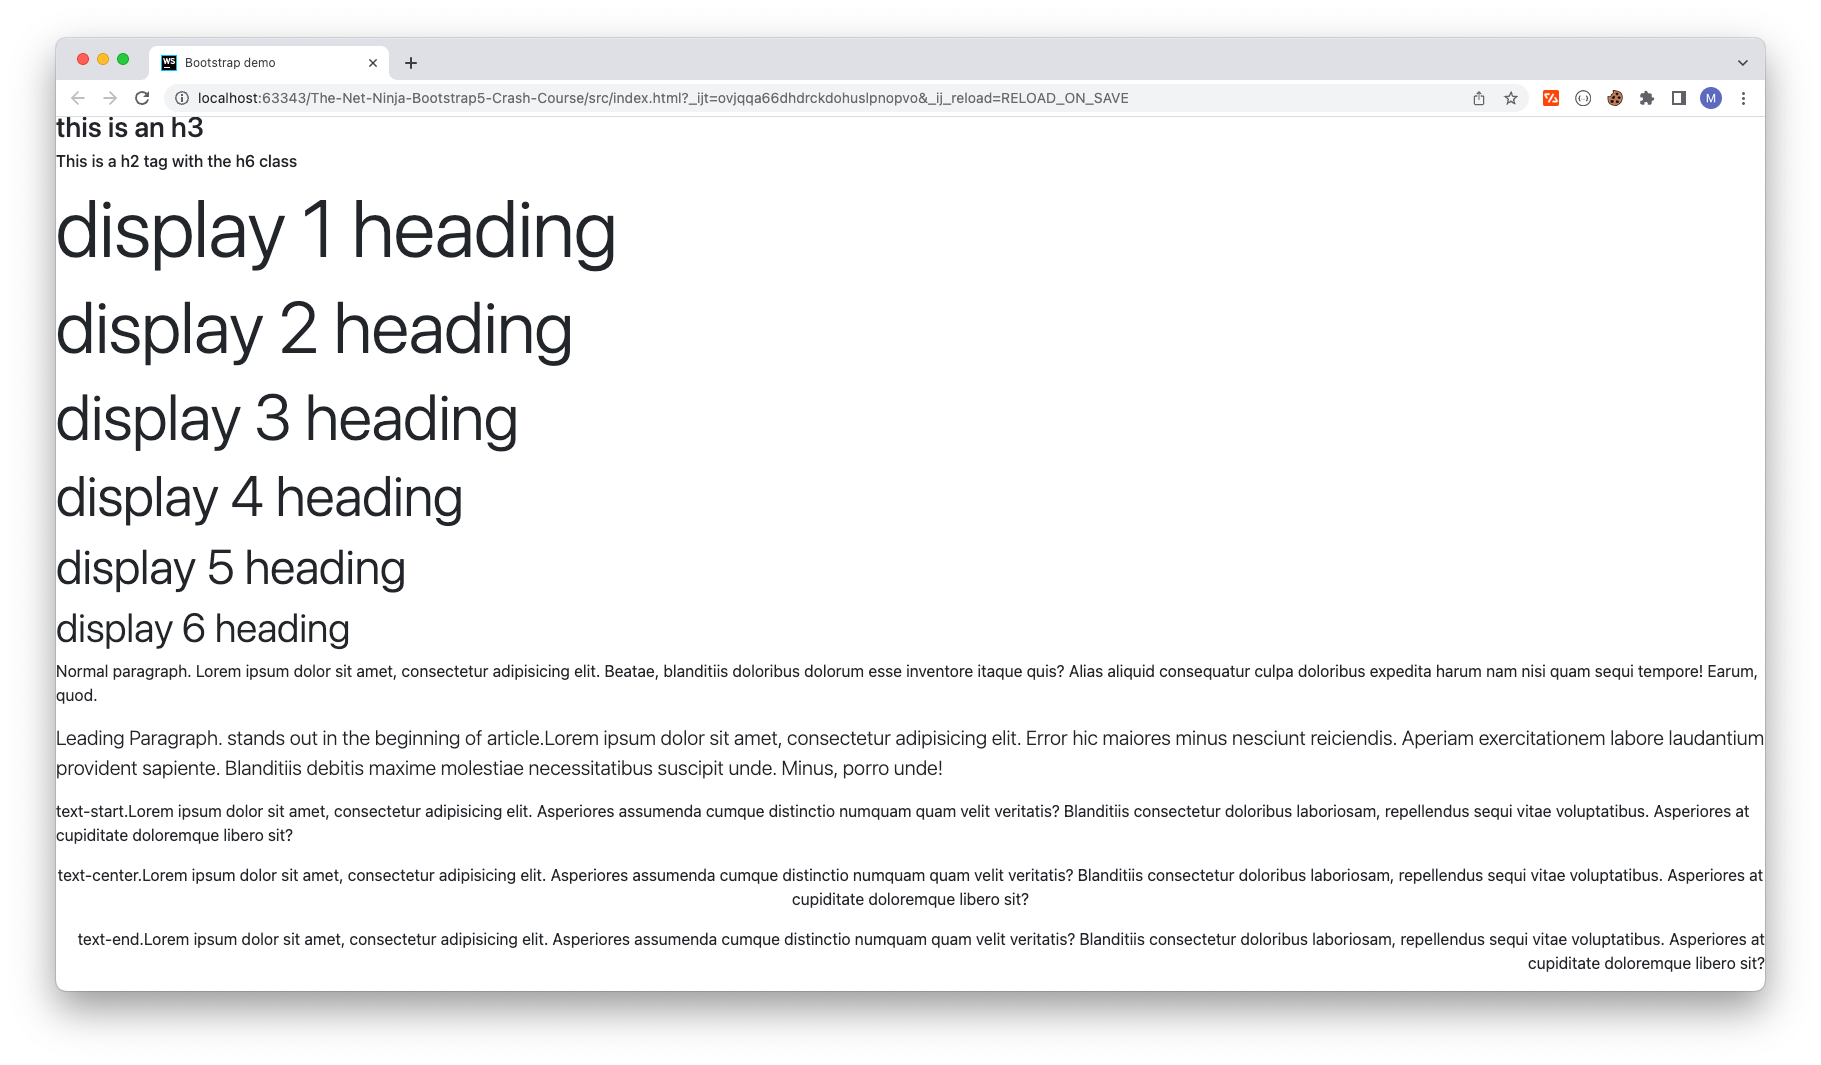 WS
Bootstrap demo
localhost:63343/The-Net-Ninja-Bootstrap5-Crash-Course/src/index.html?_ijt=ovjqqa66dhdrckdohuslpnopvo&_ij_reload=RELOAD_ON_SAVE
M
this is an h3
This is a h2 tag with the h6 class
display 1 heading
display 2 heading
display 3 heading
display 4 heading
display 5 heading
display 6 heading
Normal paragraph. Lorem ipsum dolor sit amet, consectetur adipisicing elit. Beatae, blanditiis doloribus dolorum esse inventore itaque quis? Alias aliquid consequatur culpa doloribus expedita harum nam nisi quam sequi tempore! Earum,
quod.
Leading Paragraph. stands out in the beginning of article.Lorem ipsum dolor sit amet, consectetur adipisicing elit. Error hic maiores minus nesciunt reiciendis. Aperiam exercitationem labore laudantium
provident sapiente. Blanditiis debitis maxime molestiae necessitatibus suscipit unde. Minus, porro unde!
text-start.Lorem ipsum dolor sit amet, consectetur adipisicing elit. Asperiores assumenda cumque distinctio numquam quam velit veritatis? Blanditiis consectetur doloribus laboriosam, repellendus sequi vitae voluptatibus. Asperiores at
cupiditate doloremque libero sit?
text-center.Lorem ipsum dolor sit amet, consectetur adipisicing elit. Asperiores assumenda cumque distinctio numquam quam velit veritatis? Blanditiis consectetur doloribus laboriosam, repellendus sequi vitae voluptatibus. Asperiores at
cupiditate doloremque libero sit?
text-end.Lorem ipsum dolor sit amet, consectetur adipisicing elit. Asperiores assumenda cumque distinctio numquam quam velit veritatis? Blanditiis consectetur doloribus laboriosam, repellendus sequi vitae voluptatibus. Asperiores at
cupiditate doloremque libero sit?